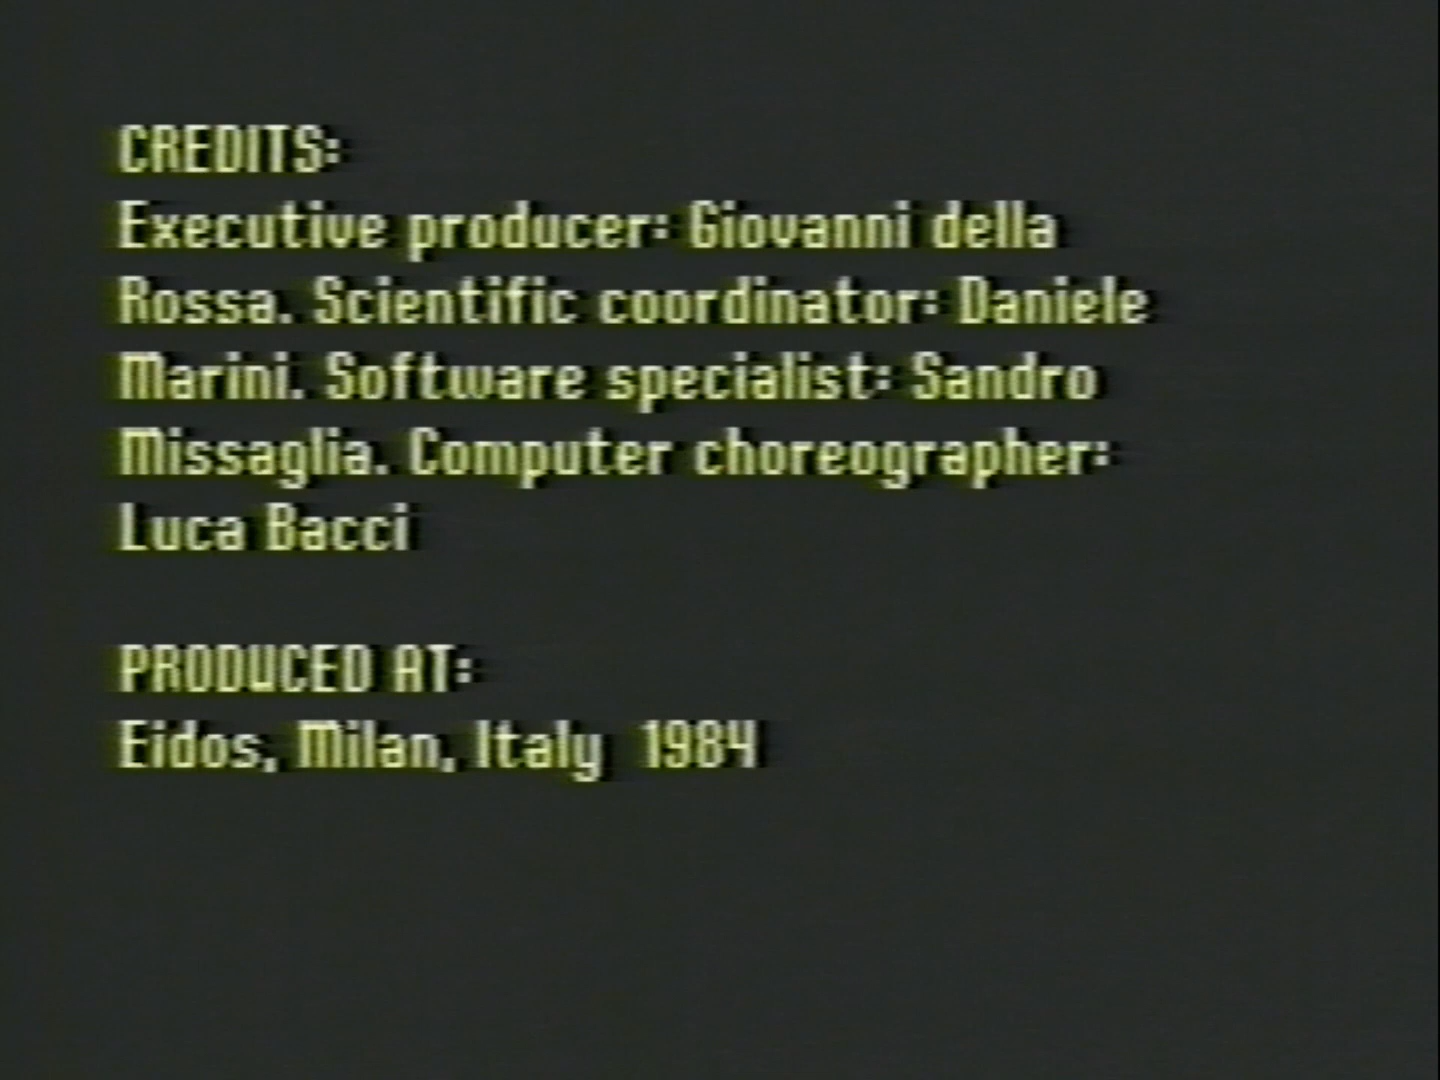 CREDITS:
Executive producer: Giovanni della
Rossa. Scientific coordinator: Daniele
Marini. Software specialist: Sandro
Missaglia. Computer choreographer:
Luca Bacci
PRODUCED AT:
Eidos, Milan, Italy 1984